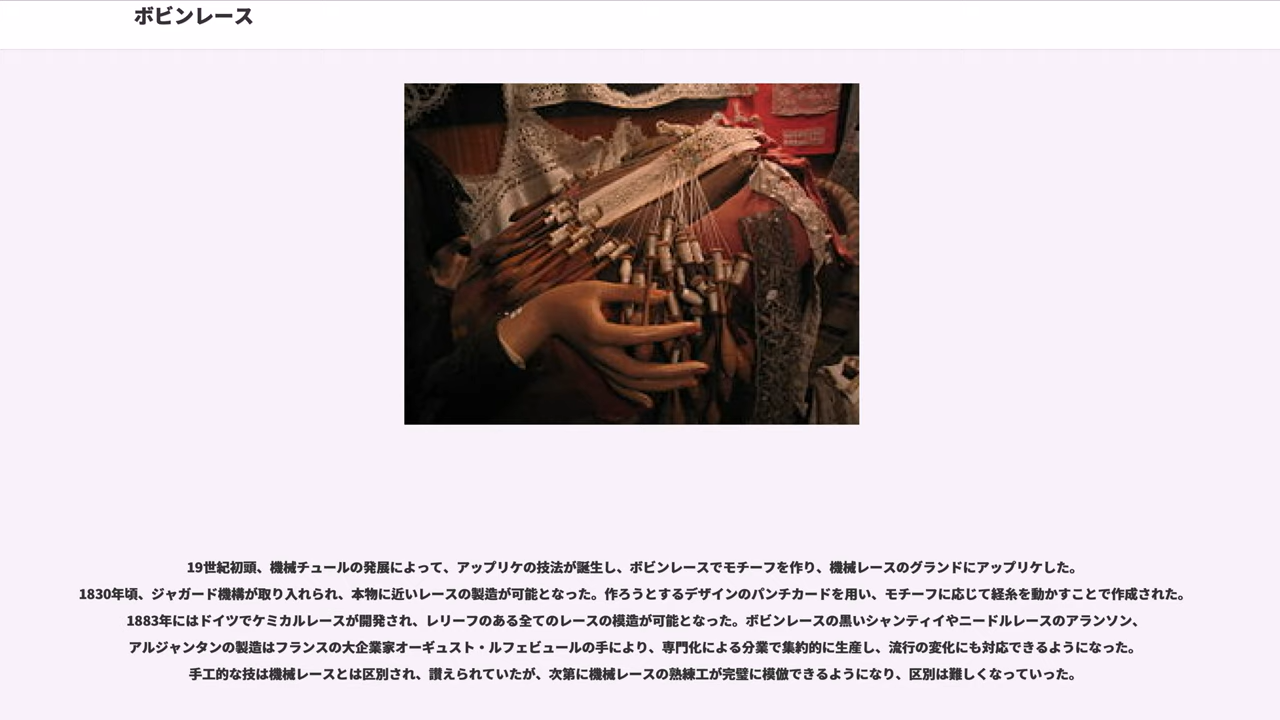 ボビンレース
19世紀初頭、機械チュールの発展によって、アップリケの技法が誕生し、ボビンレースでモチーフを作り、機械レースのグランドにアップリケした。
1830年頃、ジャガード機構が取り入れられ、本物に近いレースの製造が可能となった。作ろうとするデザインのパンチカードを用い、モチーフに応じて経糸を動かすことで作成された。
1883年にはドイツでケミカルレースが開発され、レリーフのある全てのレースの模造が可能となった。ボビンレースの黒いシャンティイやニードルレースのアランソン、
アルジャンタンの製造はフランスの大企業家オーギュスト・ルフェビュールの手により、専門化による分業で集約的に生産し、流行の変化にも対応できるようになった。
手工的な技は機械レースとは区別され、讃えられていたが、次第に機械レースの熟練工が完璧に模倣できるようになり、区別は難しくなっていった。